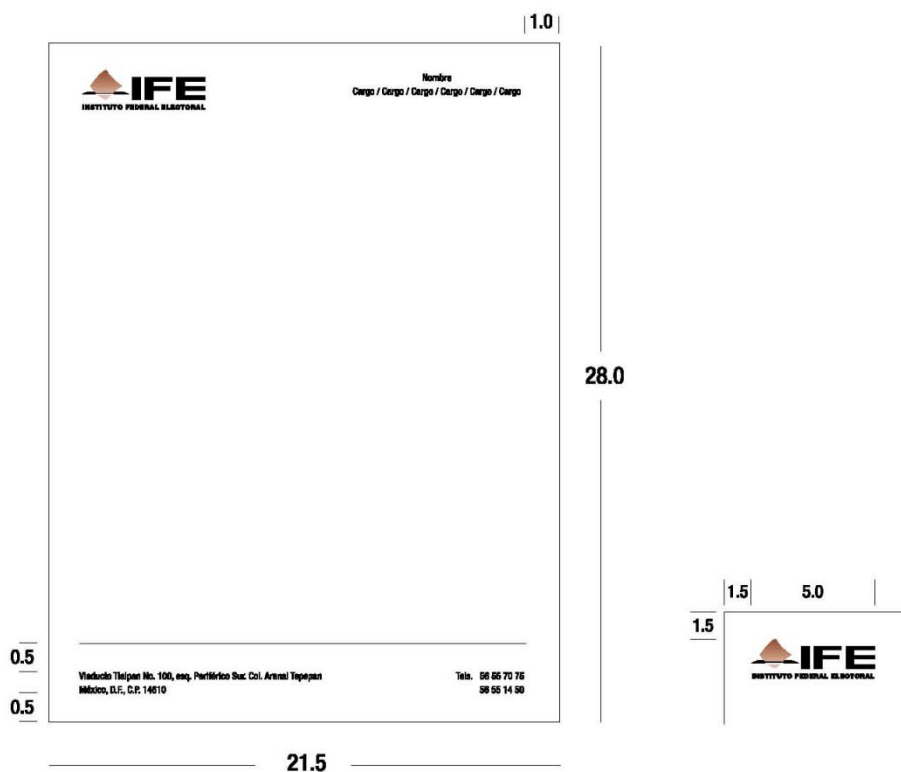 1.0
IFE
INSTITUTO FEDERAL ELECTORAL
Nombre
Cargo / Cargo / Cargo / Cargo / Cargo / Cargo
28.0
1.5 5.0
1.5
IFE
INSTITUTO FEDERAL ELECTORAL
0.5
Viaducto Tlalpan No. 100, esq. Periférico Sur. Col. Arenal Tepepan Tels. 56 55 70 75
México, D.F., C.P. 14610 56 55 14 50
0.5
21.5